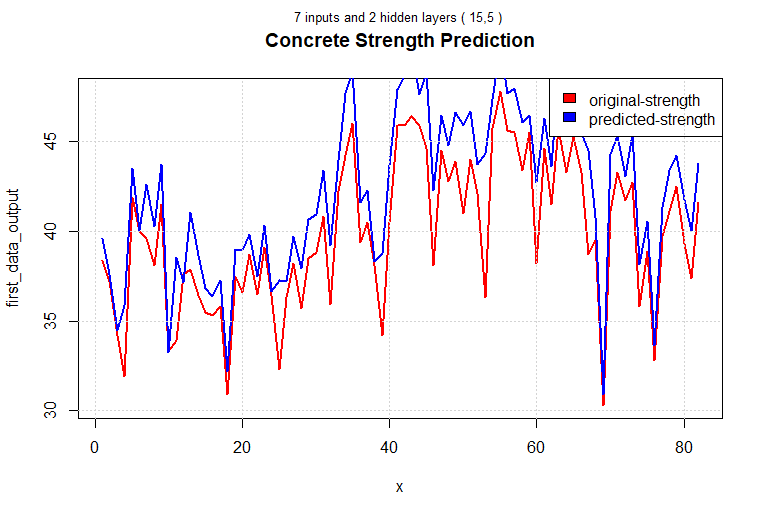 7 inputs and 2 hidden layers ( 15,5 )
Concrete Strength Prediction
original-strength
predicted-strength
45
40
35
30
first_data_output
0 20 40 60 80
x